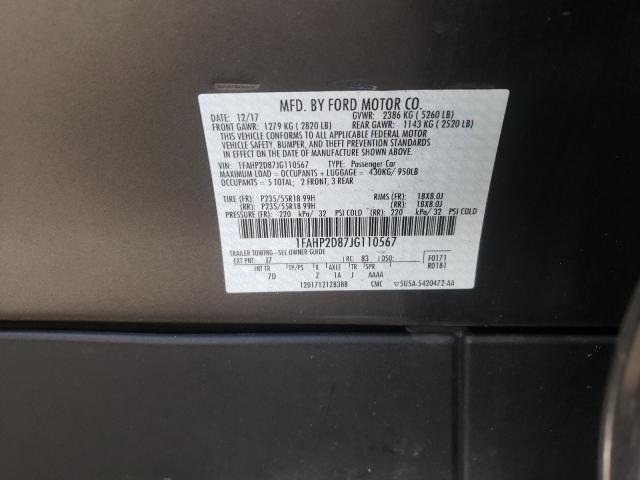 MFD. BY FORD MOTOR CO.
DATE: 12/17 GVWR: 2386 KG ( 5260 LB)
FRONT GAWR: 1279 KG ( 2820 LB) REAR GAWR: 1143 KG ( 2520 LB)
THIS VEHICLE CONFORMS TO ALL APPLICABLE FEDERAL MOTOR
VEHICLE SAFETY, BUMPER, AND THEFT PREVENTION STANDARDS
IN EFFECT ON THE DATE OF MANUFACTURE SHOWN ABOVE.
VIN: 1FAHP2D87JG110567 TYPE: Passenger Car
MAXIMUM LOAD = OCCUPANTS + LUGGAGE = 430KG/ 950LB
OCCUPANTS = 5 TOTAL; 2 FRONT, 3 REAR
TIRE (FR): P235/55R18 99H RIMS (FR): 18X8.0J
(RR): P235/55R18 99H (RR): 18X8.0J
PRESSURE (FR): 220 kPa/ 32 PSI COLD (RR): 220 kPa/ 32 PSI COLD
1FAHP2D87JG110567
TRAILER TOWING - SEE OWNER GUIDE
EXT PNT: J7 RC: 83 DSO: F0171
INT TR TP/PS R AXLE TR SPR R0181
7D Z 1A J AAAA
1201712128388 CMC ▽5U5A-5420472-AA